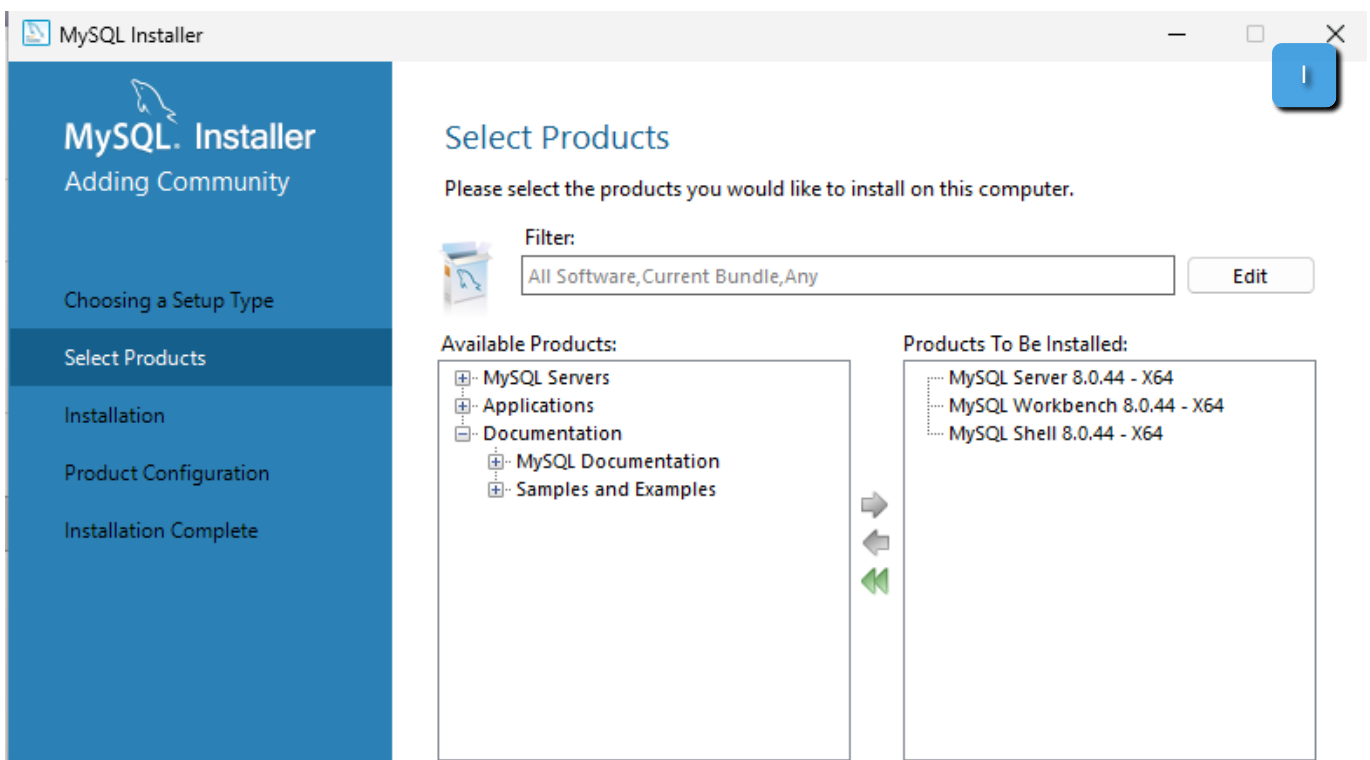 MySQL Installer
MySQL. Installer
Adding Community
Choosing a Setup Type
Select Products
Installation
Product Configuration
Installation Complete
Select Products
Please select the products you would like to install on this computer.
Filter:
All Software,Current Bundle,Any
Edit
Available Products:
MySQL Servers
Applications
Documentation
MySQL Documentation
Samples and Examples
Products To Be Installed:
MySQL Server 8.0.44 - X64
MySQL Workbench 8.0.44 - X64
MySQL Shell 8.0.44 - X64